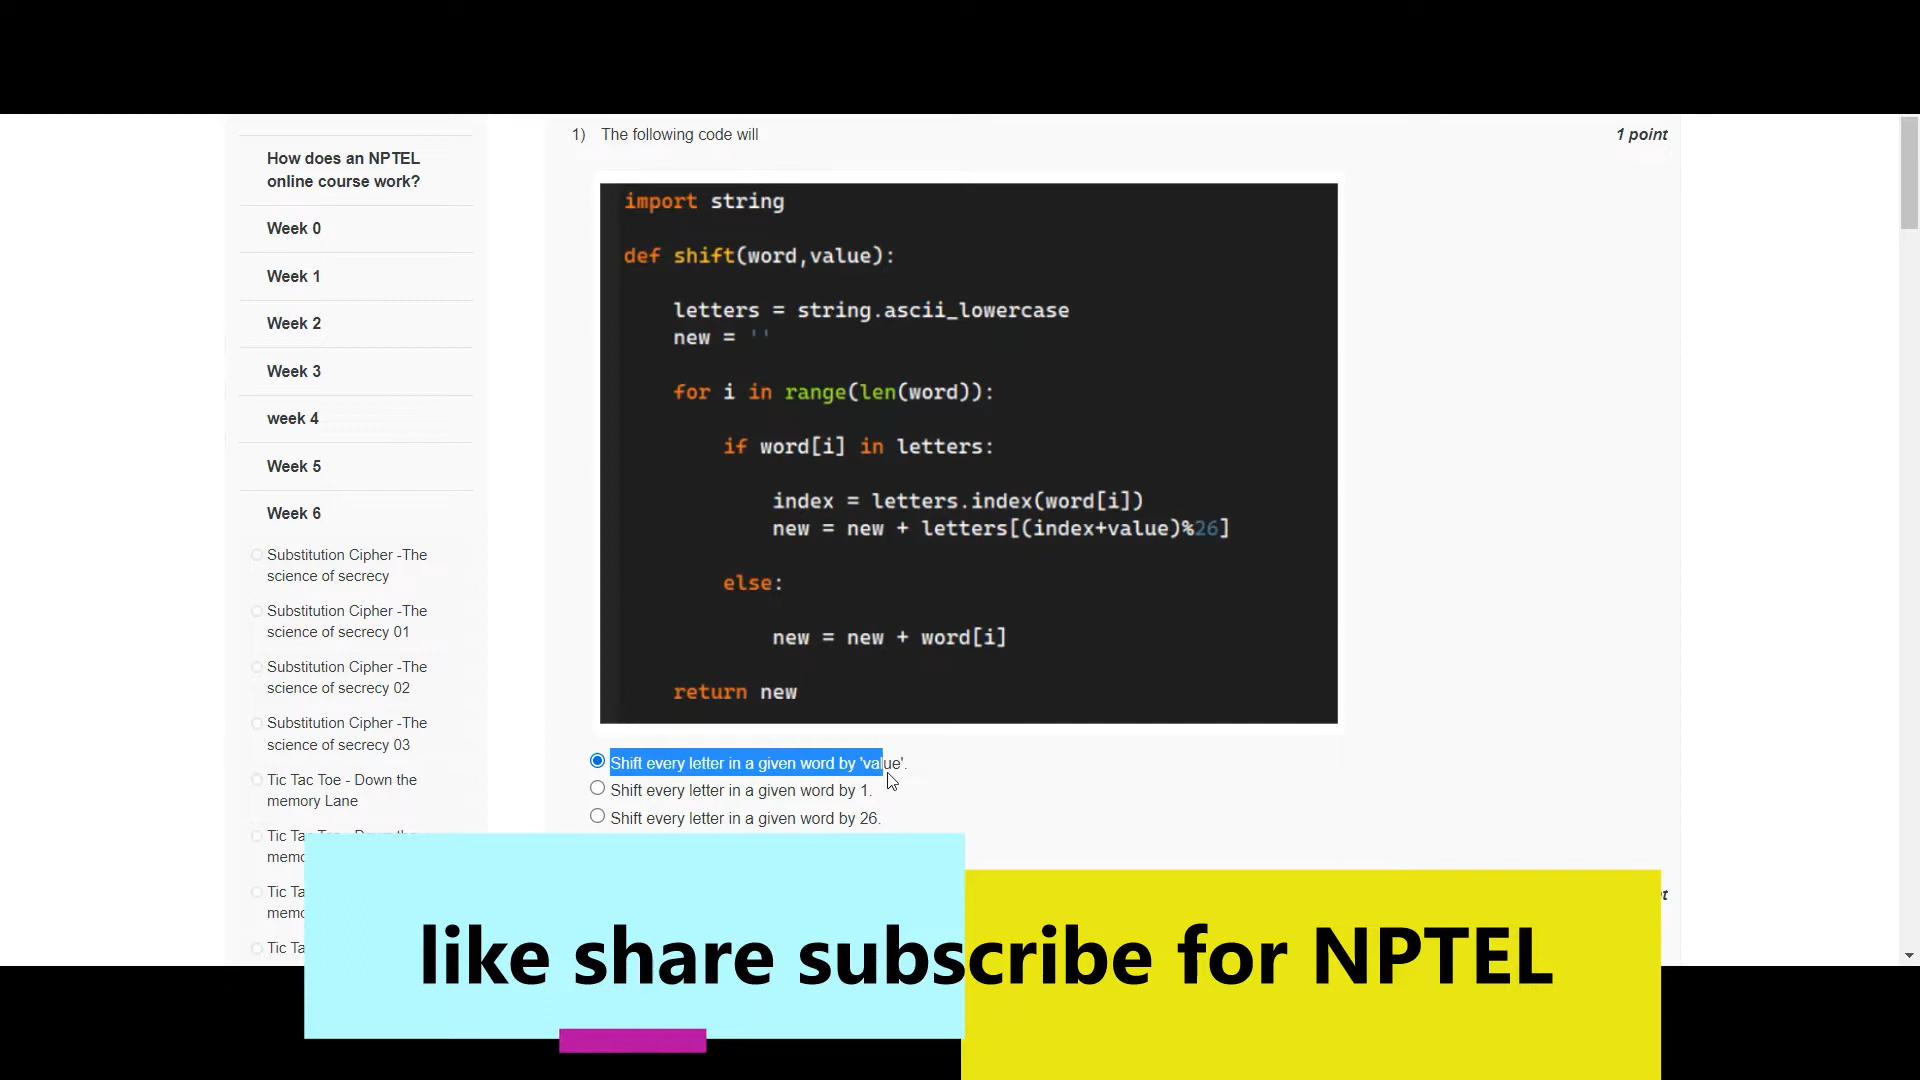 How does an NPTEL
online course work?
Week 0
Week 1
Week 2
Week 3
week 4
Week 5
Week 6
Substitution Cipher -The
science of secrecy
Substitution Cipher -The
science of secrecy 01
Substitution Cipher -The
science of secrecy 02
Substitution Cipher -The
science of secrecy 03
Tic Tac Toe - Down the
memory Lane
Tic
Tic
Tic
1) The following code will
1 point
import string
def shift(word,value):
letters = string.ascii_lowercase
new = ''
for i in range(len(word)):
if word[i] in letters:
index = letters.index(word[i])
new = new + letters[(index+value)%26]
else:
new = new + word[i]
return new
Shift every letter in a given word by 'value'.
Shift every letter in a given word by 1.
Shift every letter in a given word by 26.
like share subscribe for NPTEL